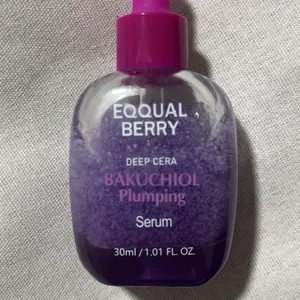 EQQUAL
BERRY
DEEP CERA
BAKUCHIOL
Plumping
Serum
30ml / 1.01 FL. OZ.